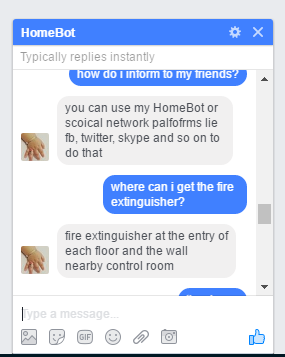 HomeBot
Typically replies instantly
how do i inform to my friends?
you can use my HomeBot or
scoical network palfofrms lie
fb, twitter, skype and so on to
do that
where can i get the fire
extinguisher?
fire extinguisher at the entry of
each floor and the wall
nearby control room
Type a message...
GIF